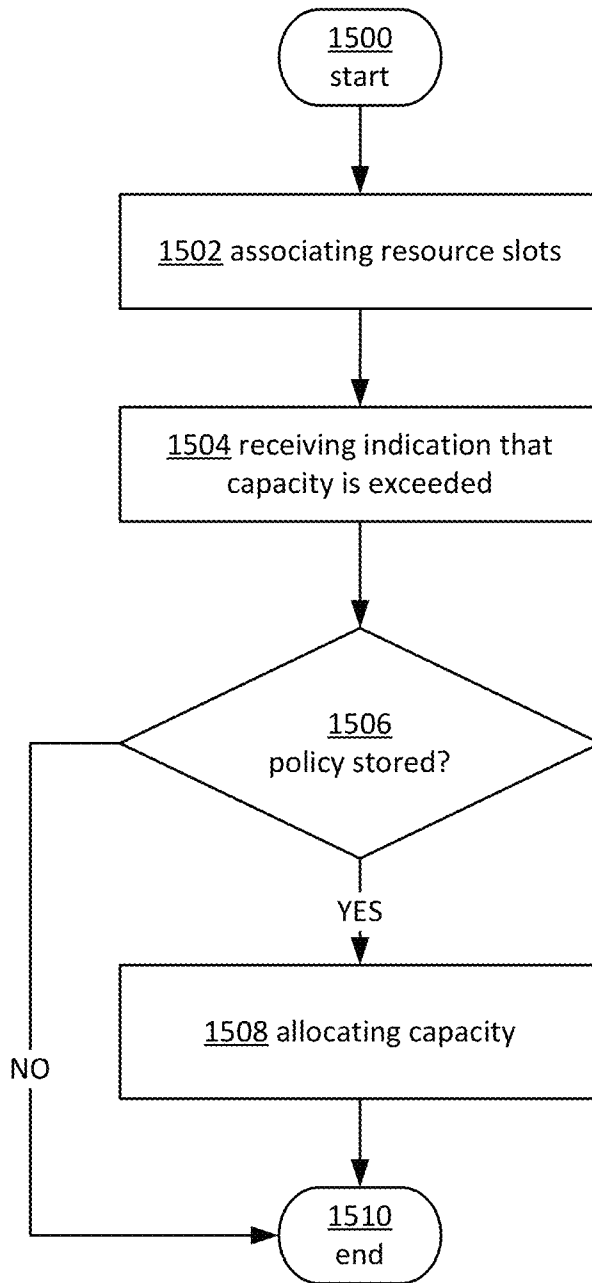 1500
start
1502 associating resource slots
1504 receiving indication that
capacity is exceeded
1506
policy stored?
YES
1508 allocating capacity
NO
1510
end